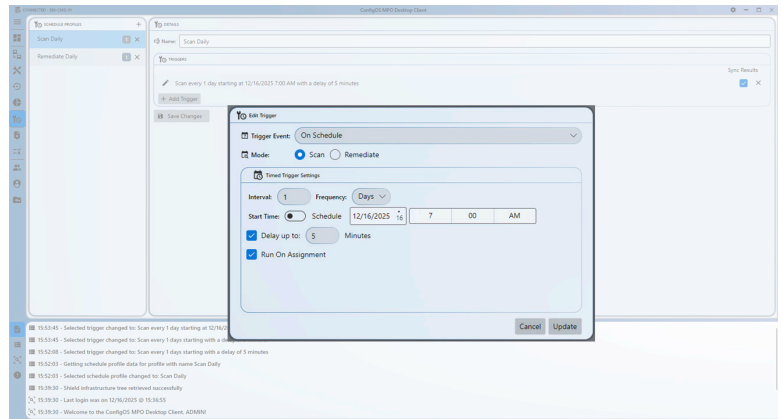 CONNECTED - MH-CMS-01
ConfigOS MPO Desktop Client
SCHEDULE PROFILES
DETAILS
Scan Daily
Name: Scan Daily
Remediate Daily
TRIGGERS
Sync Results
Scan every 1 day starting at 12/16/2025 7:00 AM with a delay of 5 minutes
+ Add Trigger
Save Changes
Edit Trigger
Trigger Event: On Schedule
Mode: Scan Remediate
Timed Trigger Settings
Interval: 1 Frequency: Days
Start Time: Schedule 12/16/2025 16 7 00 AM
Delay up to: 5 Minutes
Run On Assignment
Cancel Update
15:53:45 - Selected trigger changed to: Scan every 1 day starting at 12/16/2
15:53:45 - Selected trigger changed to: Scan every 1 days starting with a de
15:52:08 - Selected trigger changed to: Scan every 1 days starting with a delay of 5 minutes
15:52:03 - Getting schedule profile data for profile with name Scan Daily
15:52:03 - Selected schedule profile changed to: Scan Daily
15:39:30 - Shield infrastructure tree retrieved successfully
15:39:30 - Last login was on 12/16/2025 @ 15:36:55
15:39:30 - Welcome to the ConfigOS MPO Desktop Client, ADMIN!